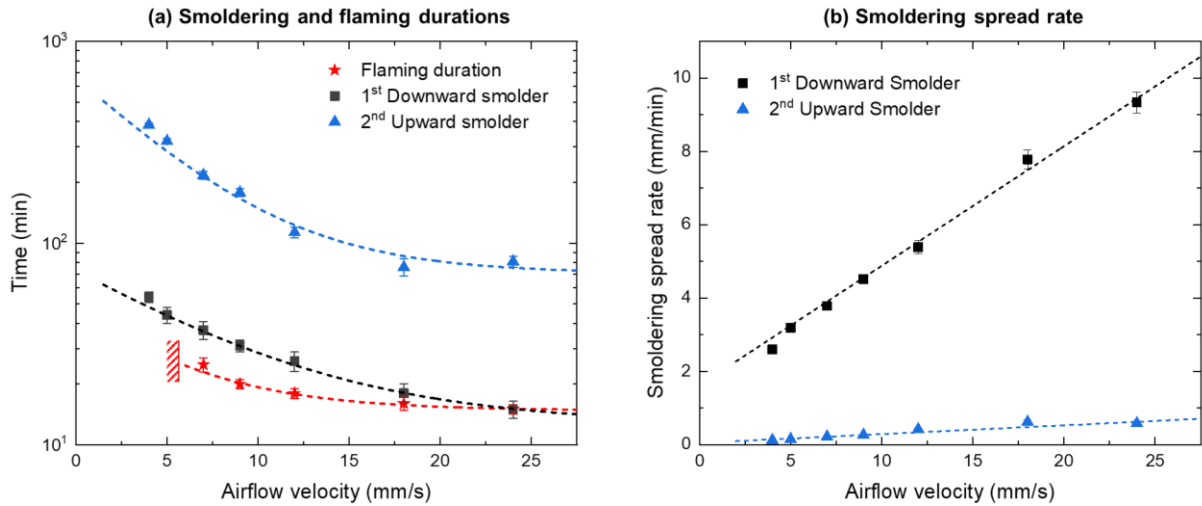 (a) Smoldering and flaming durations
10³
10²
10¹
Time (min)
Flaming duration
1st Downward smolder
2nd Upward smolder
0 5 10 15 20 25
Airflow velocity (mm/s)
(b) Smoldering spread rate
10
8
6
4
2
0
Smoldering spread rate (mm/min)
1st Downward Smolder
2nd Upward Smolder
0 5 10 15 20 25
Airflow velocity (mm/s)